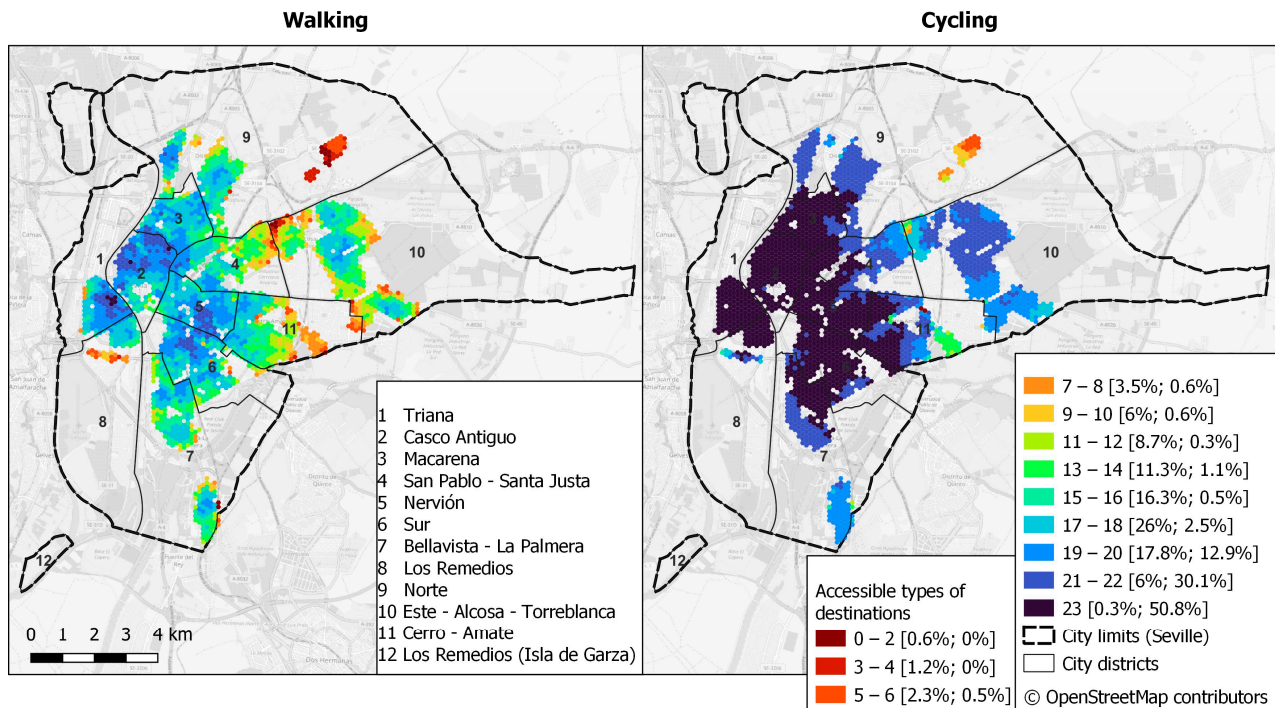 Walking
Cycling
9
3
1
2
4
10
5
11
6
8
7
12
1 Triana
2 Casco Antiguo
3 Macarena
4 San Pablo - Santa Justa
5 Nervión
6 Sur
7 Bellavista - La Palmera
8 Los Remedios
9 Norte
10 Este - Alcosa - Torreblanca
11 Cerro - Amate
12 Los Remedios (Isla de Garza)
0 1 2 3 4 km
Dos Hermanas
9
1
4
10
11
8
7
12
Accessible types of
destinations
0 – 2 [0.6%; 0%]
3 – 4 [1.2%; 0%]
5 – 6 [2.3%; 0.5%]
7 – 8 [3.5%; 0.6%]
9 – 10 [6%; 0.6%]
11 – 12 [8.7%; 0.3%]
13 – 14 [11.3%; 1.1%]
15 – 16 [16.3%; 0.5%]
17 – 18 [26%; 2.5%]
19 – 20 [17.8%; 12.9%]
21 – 22 [6%; 30.1%]
23 [0.3%; 50.8%]
City limits (Seville)
City districts
© OpenStreetMap contributors